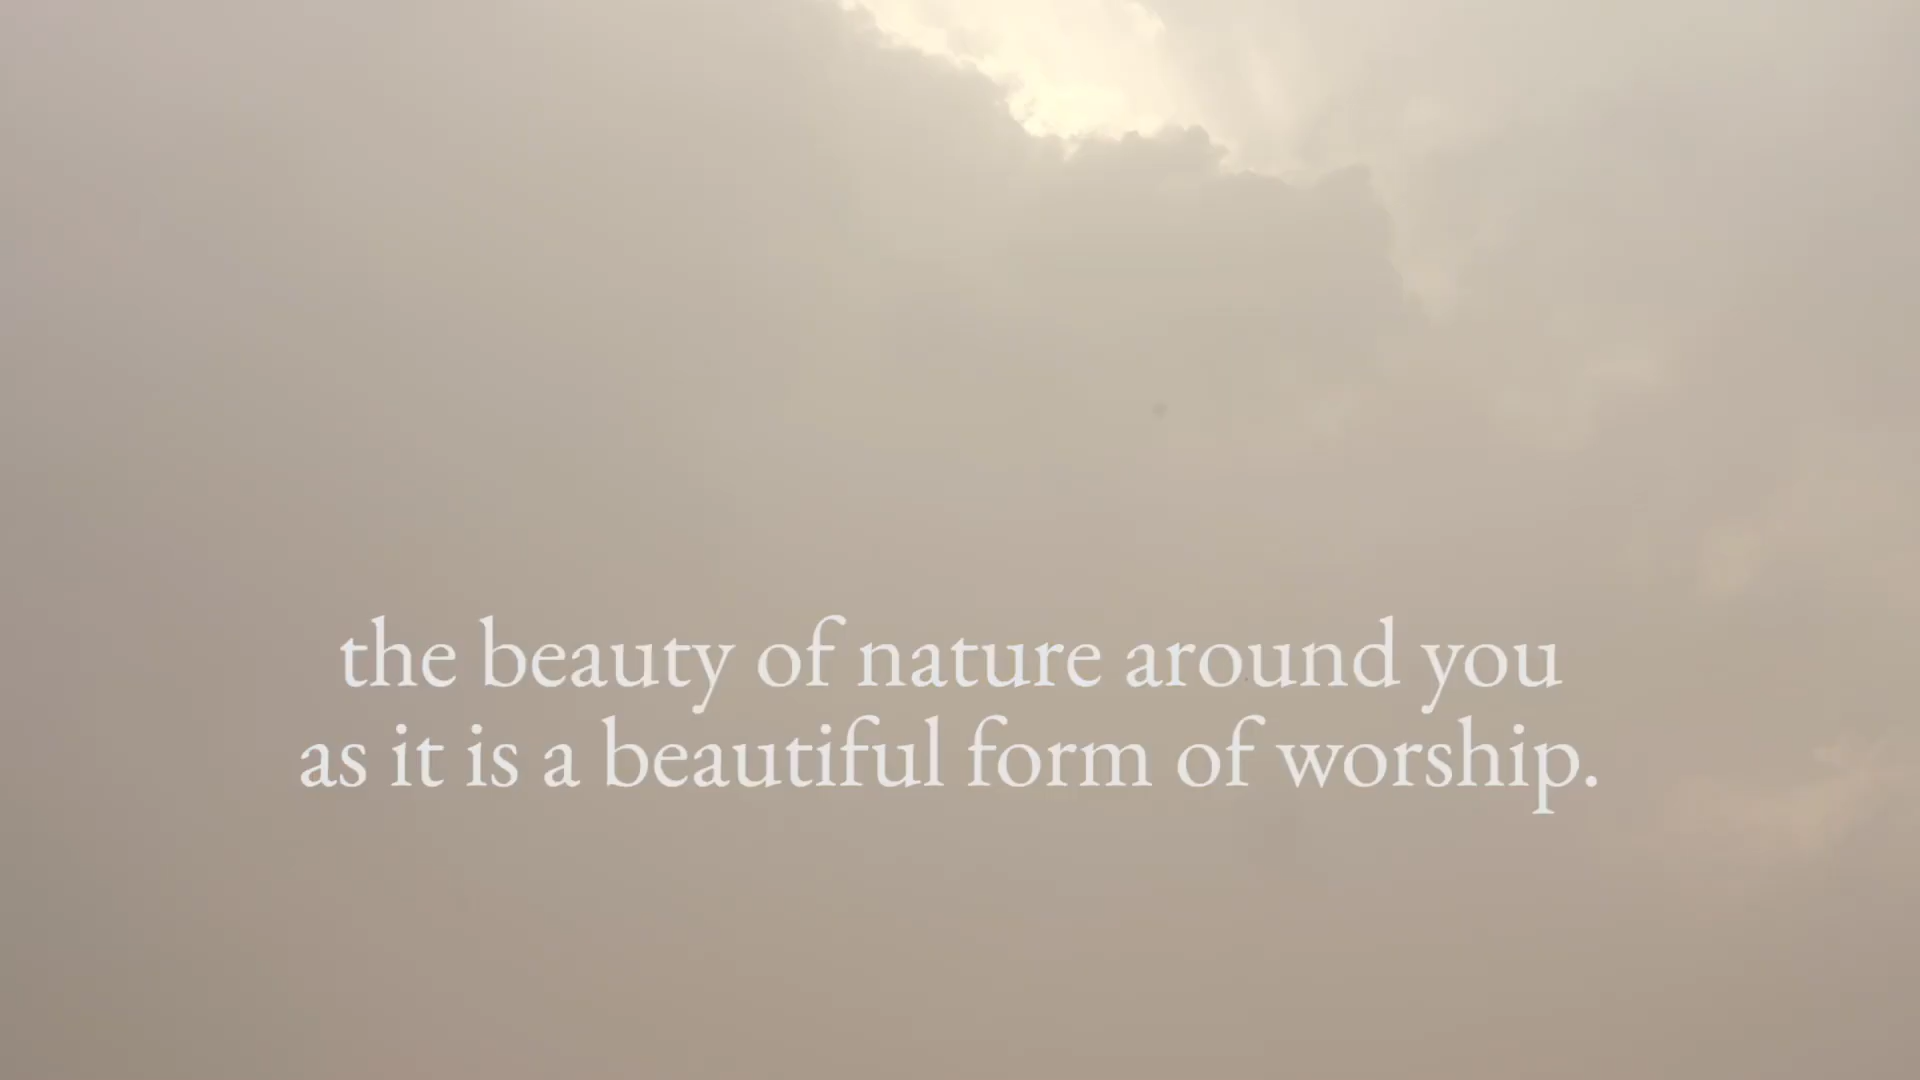 the beauty of nature around you
as it is a beautiful form of worship.